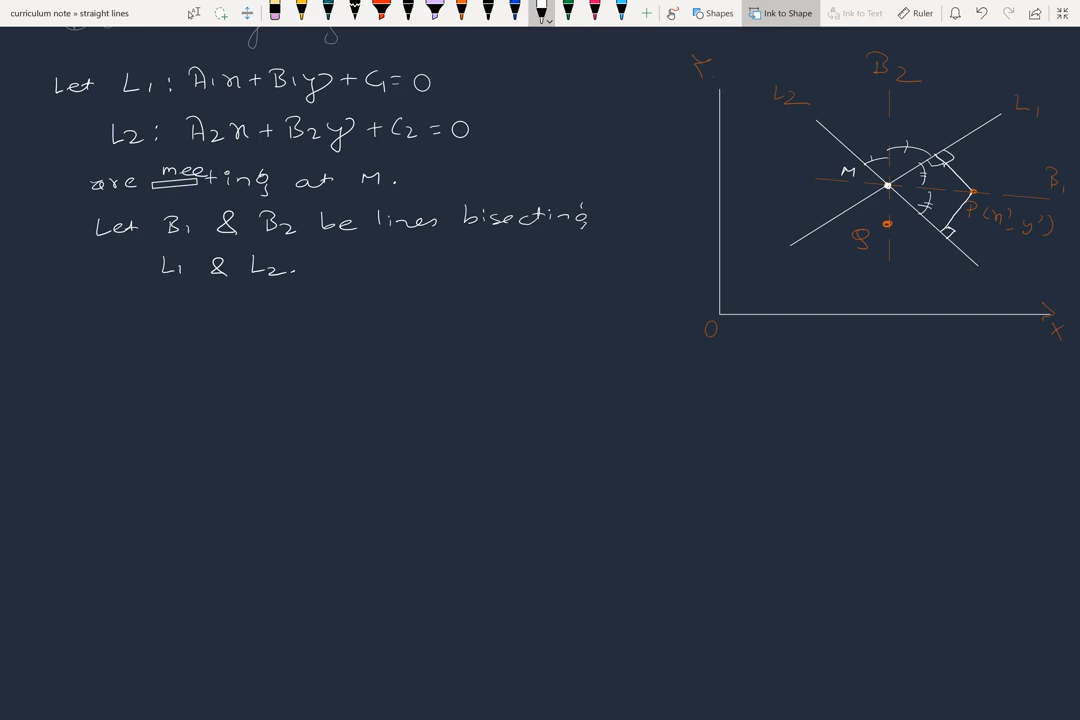 curriculum note » straight lines
Shapes
Ink to Shape
Ink to Text
Ruler
Let L1 : A1x + B1y + C1 = 0
L2 : A2x + B2y + C2 = 0
are meeting at M.
Let B1 & B2 be lines bisecting
L1 & L2.
Y
B2
L2
L1
M
B1
P(x', y')
Q
O
X